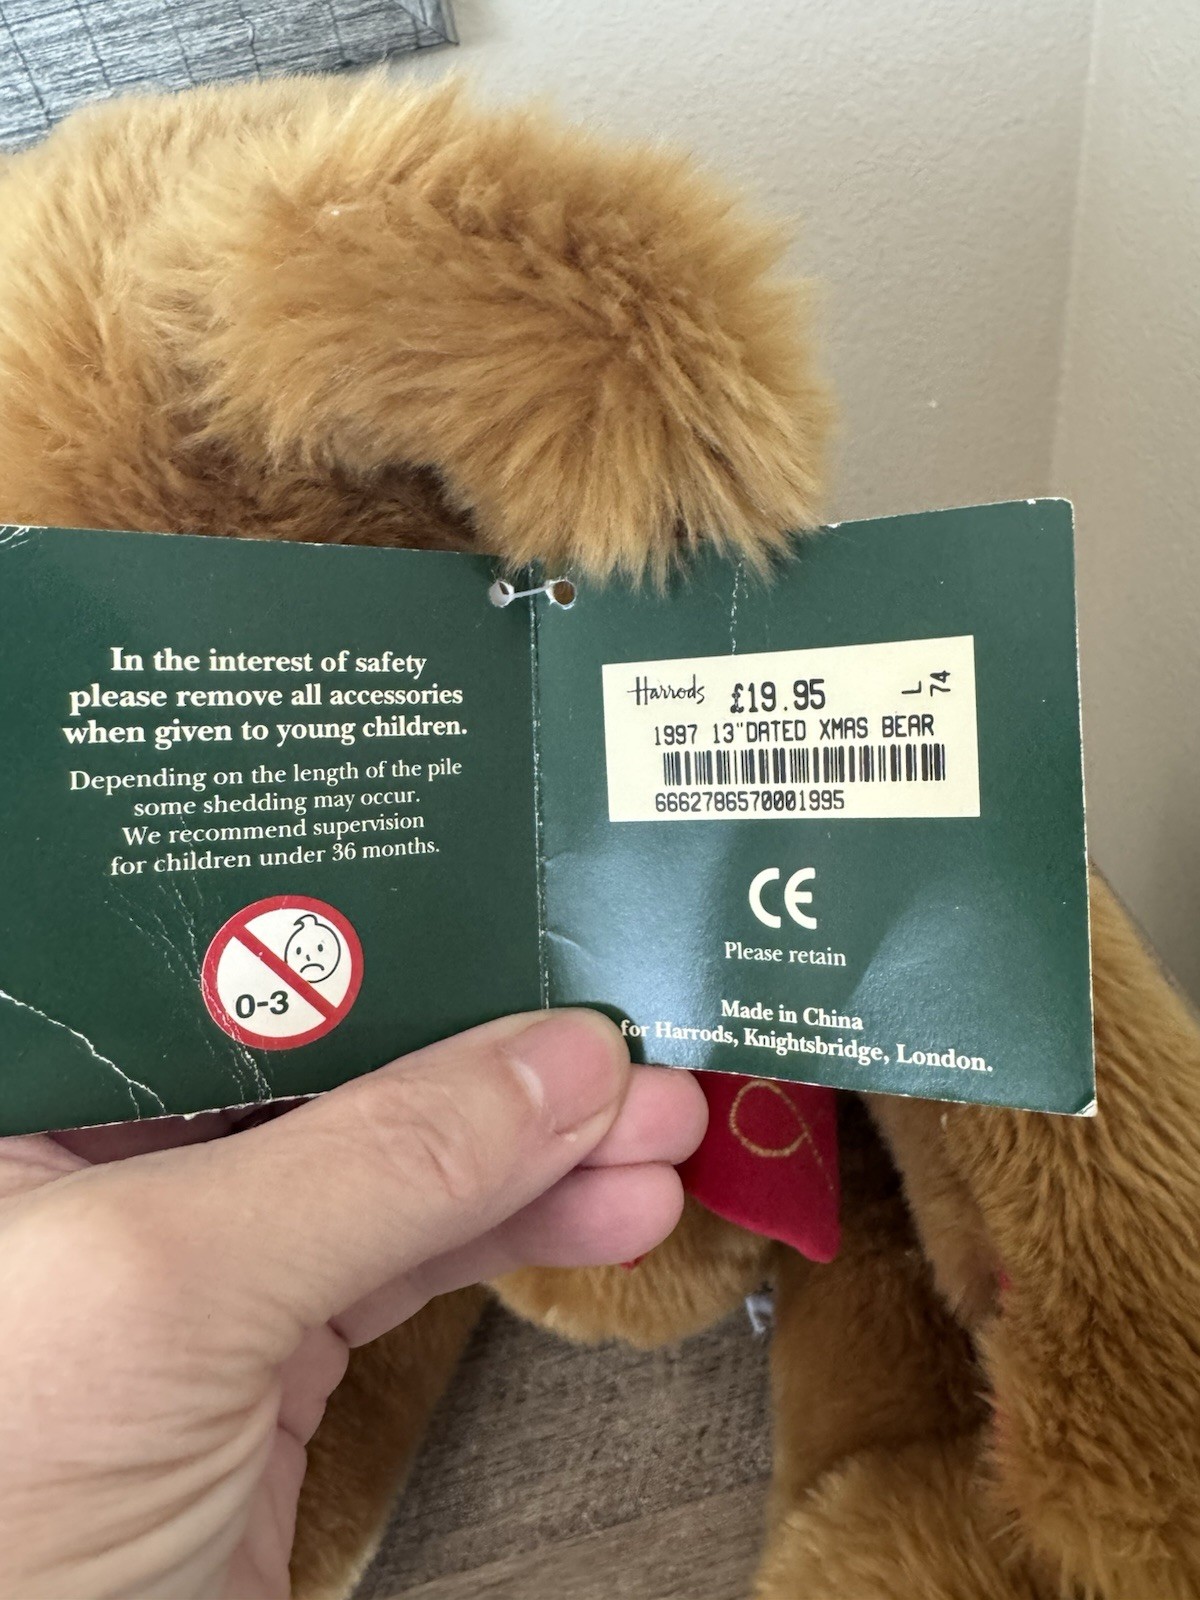 In the interest of safety
please remove all accessories
when given to young children.
Depending on the length of the pile
some shedding may occur.
We recommend supervision
for children under 36 months.
0-3
Harrods £19.95 L 74
1997 13"DATED XMAS BEAR
6662786570001995
CE
Please retain
Made in China
for Harrods, Knightsbridge, London.